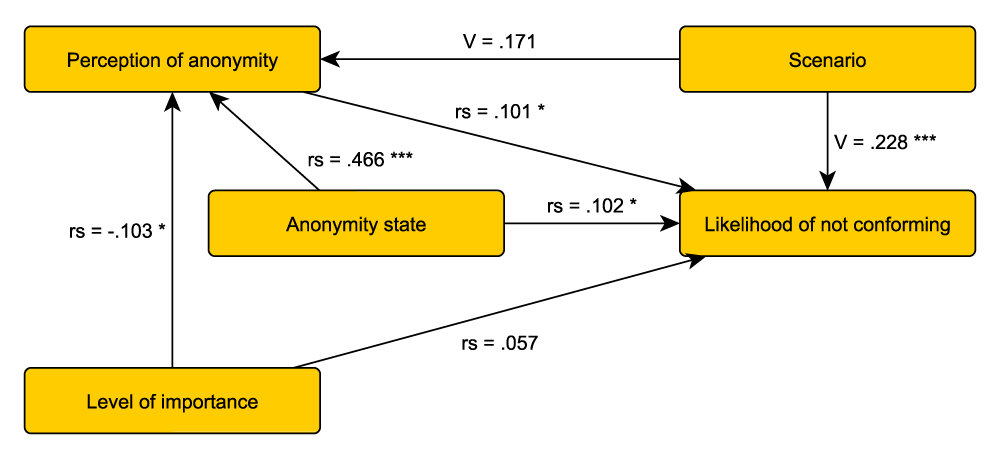 Perception of anonymity
V = .171
Scenario
rs = .101 *
V = .228 ***
rs = .466 ***
rs = -.103 *
Anonymity state
rs = .102 *
Likelihood of not conforming
rs = .057
Level of importance